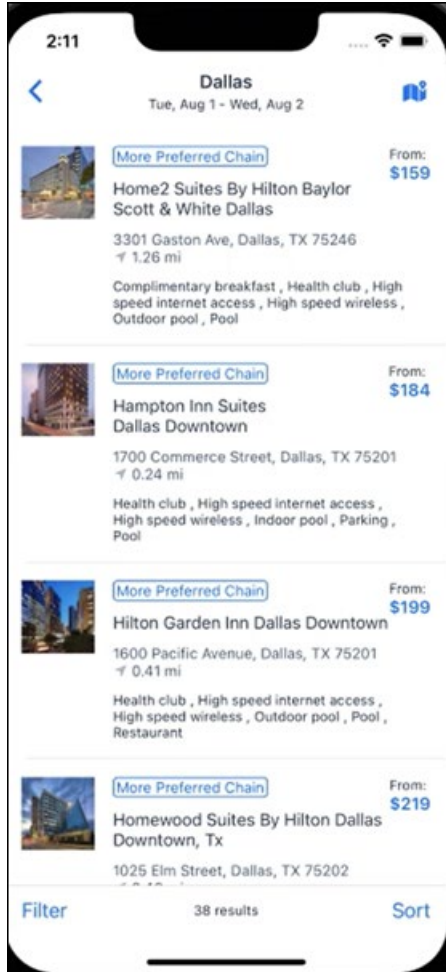 2:11
Dallas
Tue, Aug 1 - Wed, Aug 2
More Preferred Chain
From:
$159
Home2 Suites By Hilton Baylor
Scott & White Dallas
3301 Gaston Ave, Dallas, TX 75246
1.26 mi
Complimentary breakfast , Health club , High
speed internet access , High speed wireless ,
Outdoor pool , Pool
More Preferred Chain
From:
$184
Hampton Inn Suites
Dallas Downtown
1700 Commerce Street, Dallas, TX 75201
0.24 mi
Health club , High speed internet access ,
High speed wireless , Indoor pool , Parking ,
Pool
More Preferred Chain
From:
$199
Hilton Garden Inn Dallas Downtown
1600 Pacific Avenue, Dallas, TX 75201
0.41 mi
Health club , High speed internet access ,
High speed wireless , Outdoor pool , Pool ,
Restaurant
More Preferred Chain
From:
$219
Homewood Suites By Hilton Dallas
Downtown, Tx
1025 Elm Street, Dallas, TX 75202
Filter
38 results
Sort